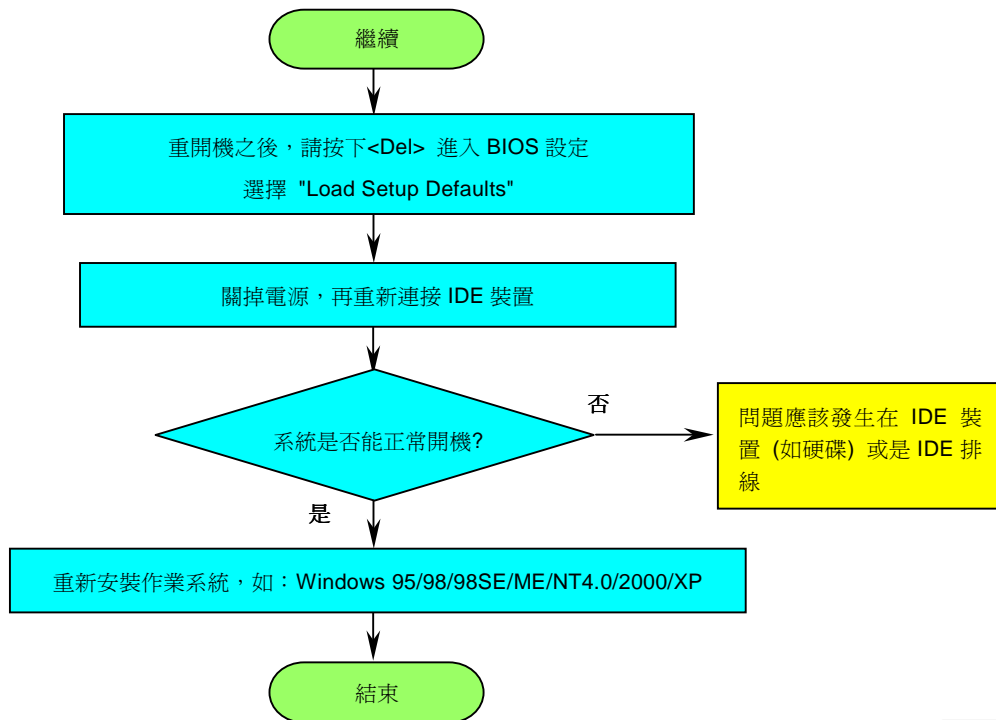 繼續
重開機之後，請按下<Del> 進入 BIOS 設定
選擇 "Load Setup Defaults"
關掉電源，再重新連接 IDE 裝置
系統是否能正常開機?
否
問題應該發生在 IDE 裝
置 (如硬碟) 或是 IDE 排
線
是
重新安裝作業系統，如：Windows 95/98/98SE/ME/NT4.0/2000/XP
結束